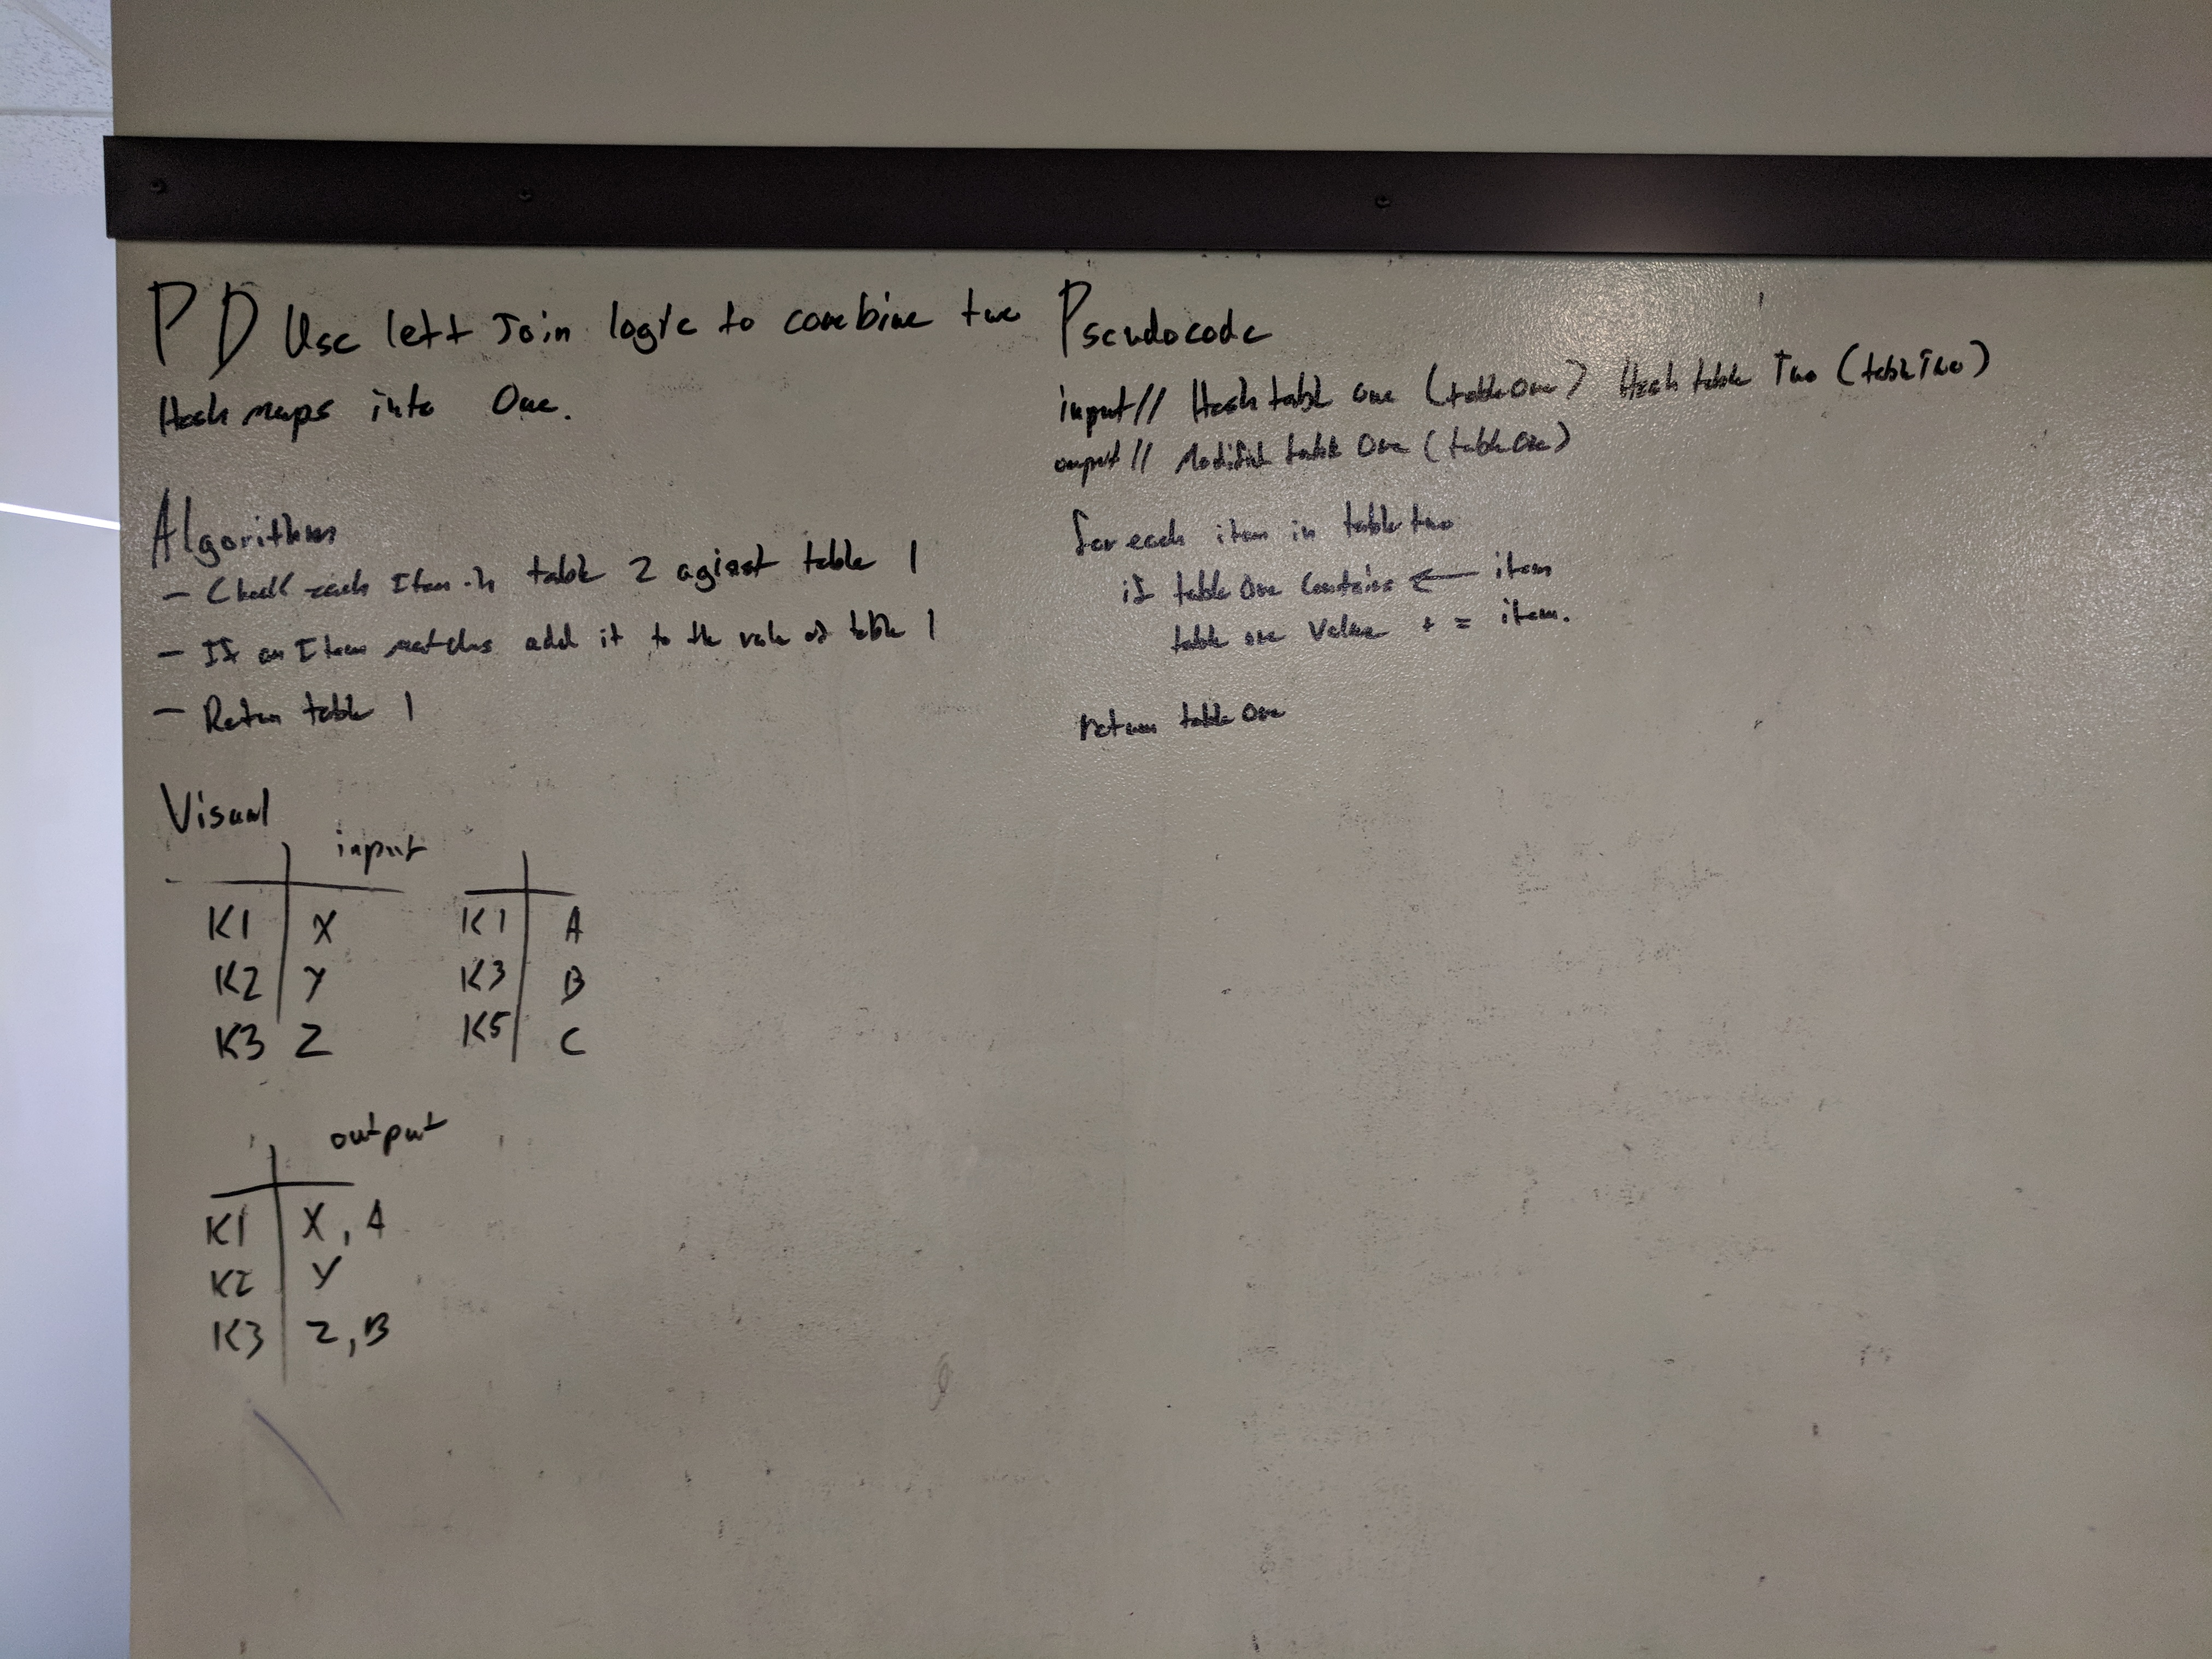 PD Use left Join logic to combine two
Hash maps into One.
Algorithm
- Check each Item in table 2 aginst table 1
- If an Item matches add it to the value of table 1
- Return table 1
Visual
input
K1 X
K2 Y
K3 Z
K1 A
K3 B
K5 C
output
K1 X, A
K2 Y
K3 Z, B
Pseudocode
input// Hash table one (tableOne) Hash table Two (tableTwo)
ouput// Modified table One (tableOne)
for each item in table two
if table One Contains ← item
table one Value += item.
return table One